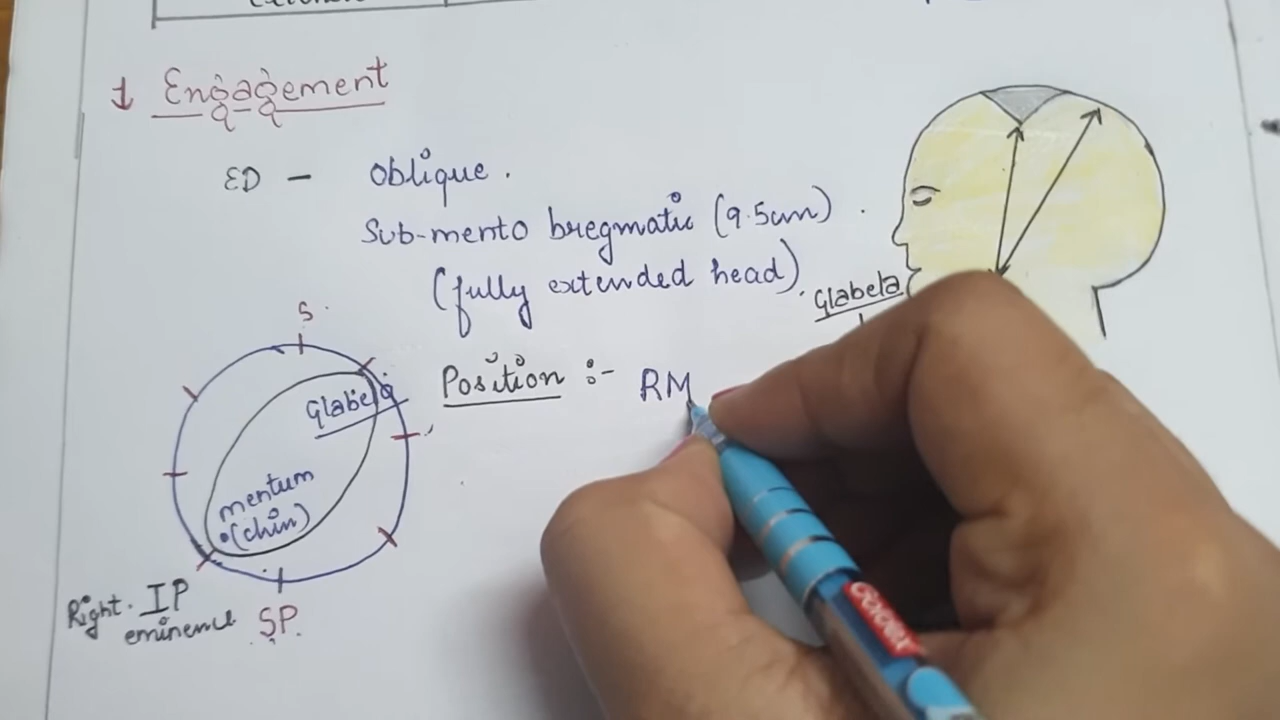 ↓ Engagement
ED - Oblique.
Sub-mento bregmatic (9.5cm).
(fully extended head).
Glabela
S.
Position :- RM
Glabela
mentum
(chin)
Right. IP
eminence
SP.